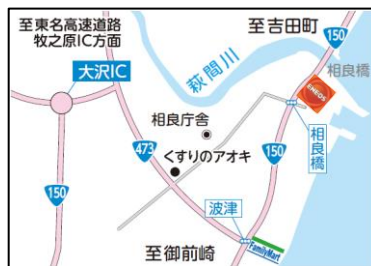 至東名高速道路
牧之原IC方面
大沢IC
萩間川
至吉田町
150
相良橋
ENEOS
相良庁舎
相良橋
くすりのアオキ
473
150
150
波津
FamilyMart
至御前崎